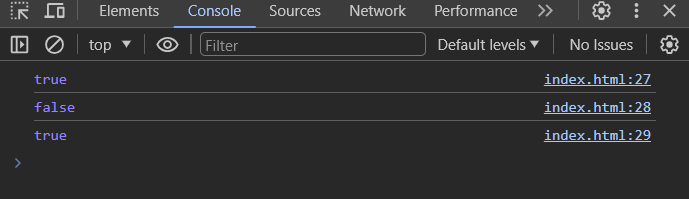 Elements Console Sources Network Performance
top Filter Default levels No Issues
true index.html:27
false index.html:28
true index.html:29